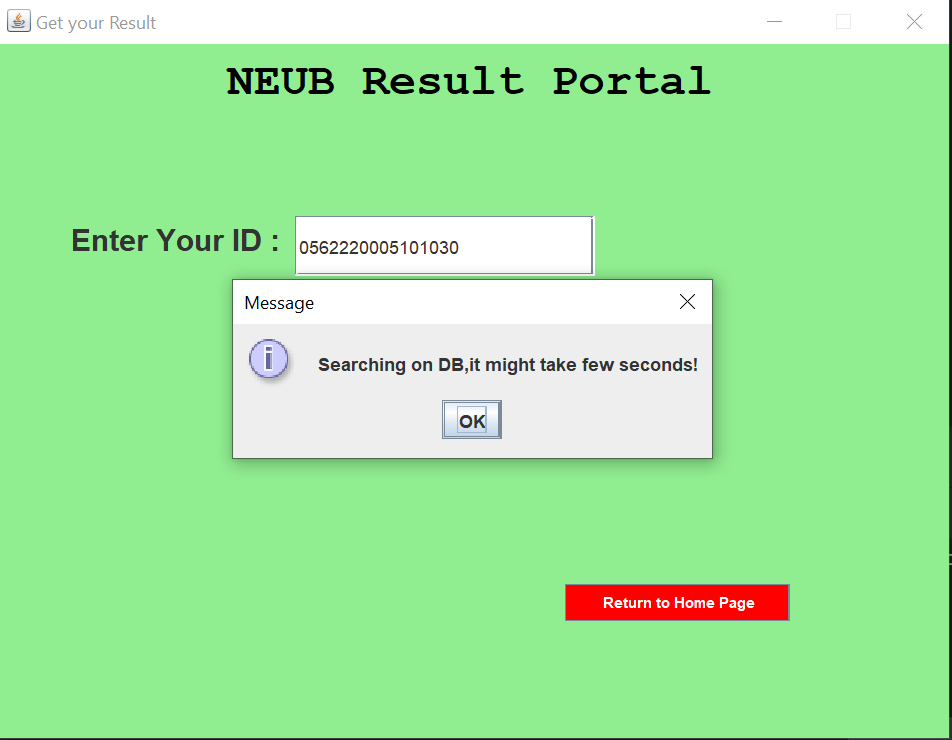 Get your Result
NEUB Result Portal
Enter Your ID :
0562220005101030
Message
i
Searching on DB,it might take few seconds!
OK
Return to Home Page